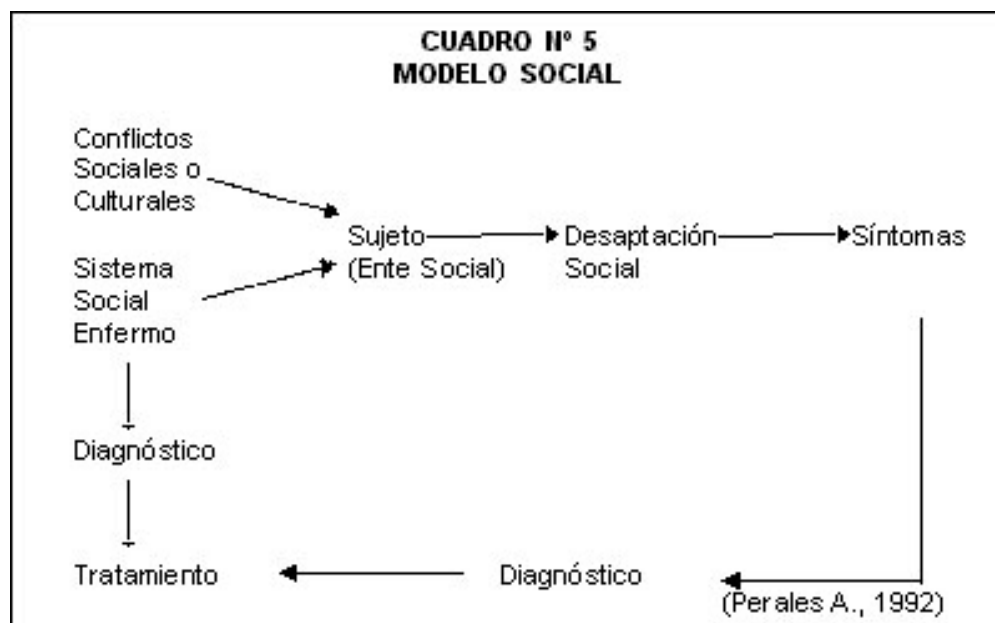 CUADRO Nº 5
MODELO SOCIAL
Conflictos
Sociales o
Culturales
Sistema
Social
Enfermo
Sujeto
(Ente Social)
Desaptación
Social
Síntomas
Diagnóstico
Tratamiento
Diagnóstico
(Perales A., 1992)